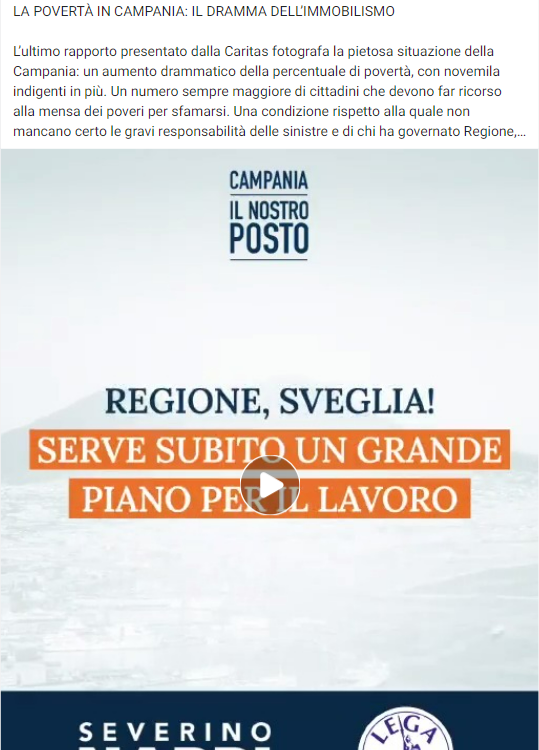 LA POVERTÀ IN CAMPANIA: IL DRAMMA DELL'IMMOBILISMO
L'ultimo rapporto presentato dalla Caritas fotografa la pietosa situazione della
Campania: un aumento drammatico della percentuale di povertà, con novemila
indigenti in più. Un numero sempre maggiore di cittadini che devono far ricorso
alla mensa dei poveri per sfamarsi. Una condizione rispetto alla quale non
mancano certo le gravi responsabilità delle sinistre e di chi ha governato Regione,...
CAMPANIA
IL NOSTRO
POSTO
REGIONE, SVEGLIA!
SERVE SUBITO UN GRANDE
PIANO PER IL LAVORO
SEVERINO
NAPPI
LEGA